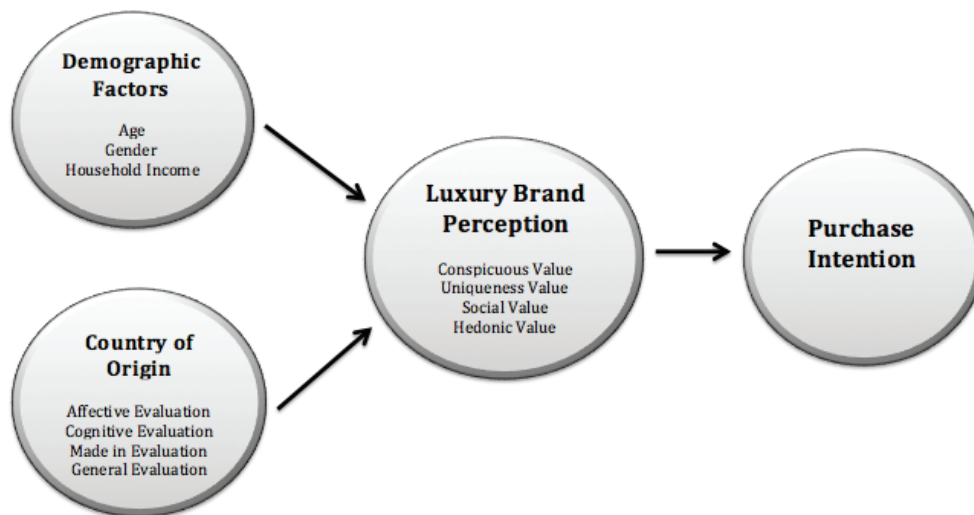 Demographic
Factors
Age
Gender
Household Income
Country of
Origin
Affective Evaluation
Cognitive Evaluation
Made in Evaluation
General Evaluation
Luxury Brand
Perception
Conspicuous Value
Uniqueness Value
Social Value
Hedonic Value
Purchase
Intention